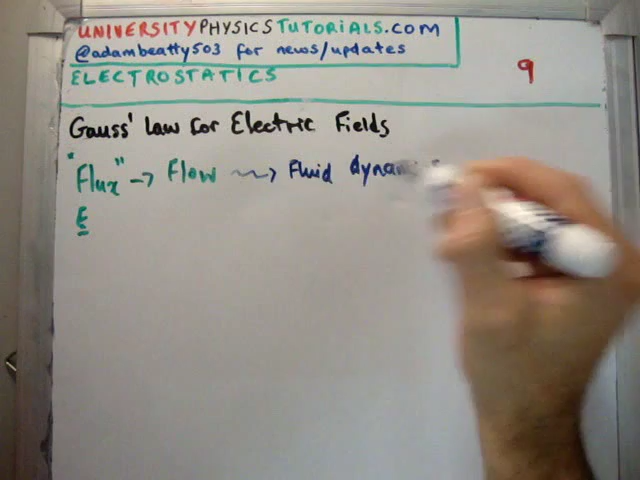 UNIVERSITYPHYSICSTUTORIALS.COM
@adambeatty503 for news/updates
ELECTROSTATICS
9
Gauss' Law for Electric Fields
"Flux" → Flow ⇝ Fluid
E